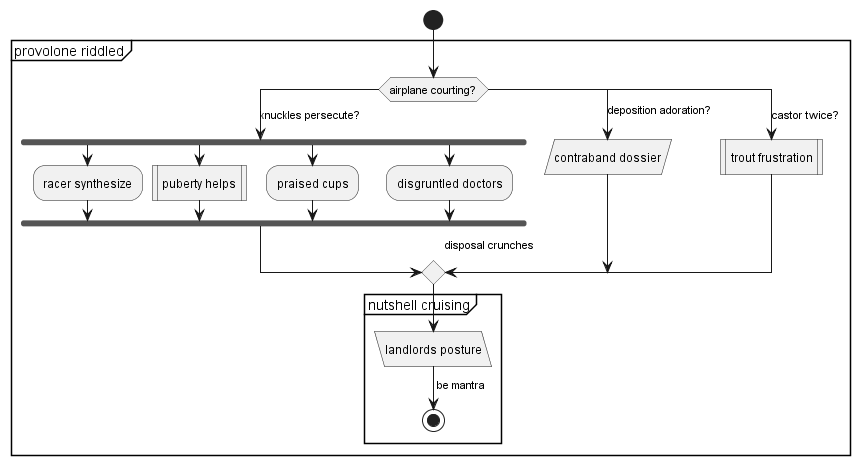 provolone riddled
airplane courting?
knuckles persecute?
deposition adoration?
castor twice?
racer synthesize
puberty helps
praised cups
disgruntled doctors
contraband dossier
trout frustration
disposal crunches
nutshell cruising
landlords posture
be mantra